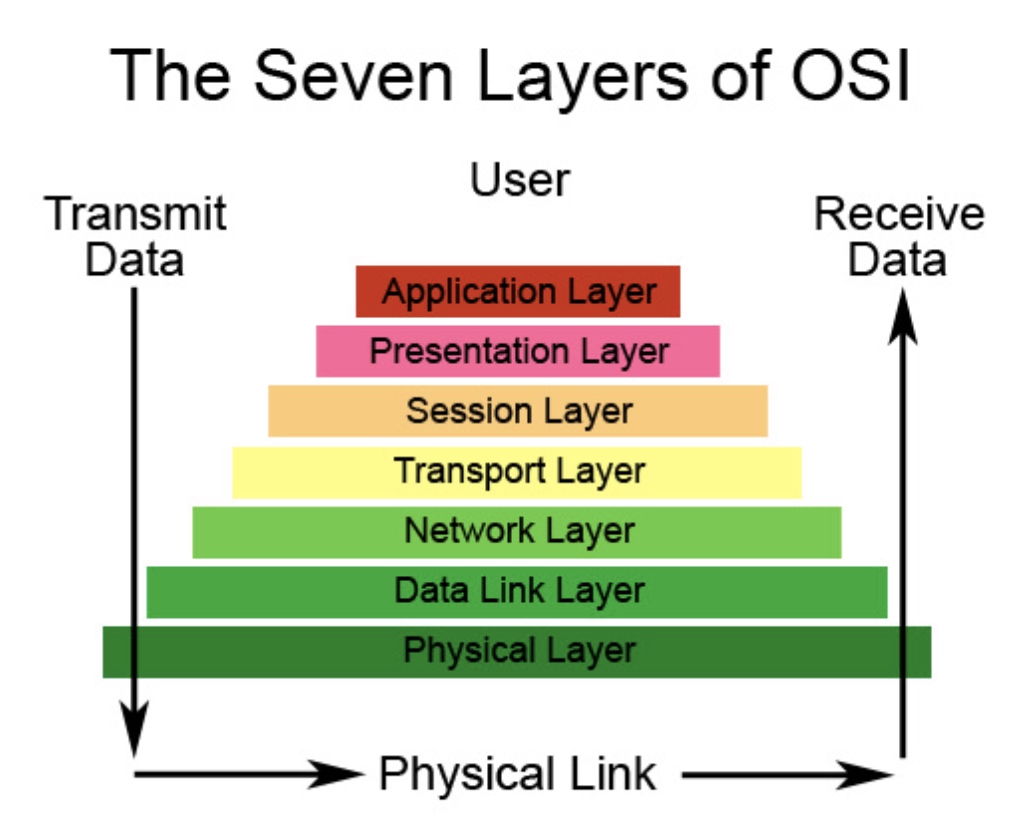 The Seven Layers of OSI
User
Transmit
Data
Receive
Data
Application Layer
Presentation Layer
Session Layer
Transport Layer
Network Layer
Data Link Layer
Physical Layer
Physical Link